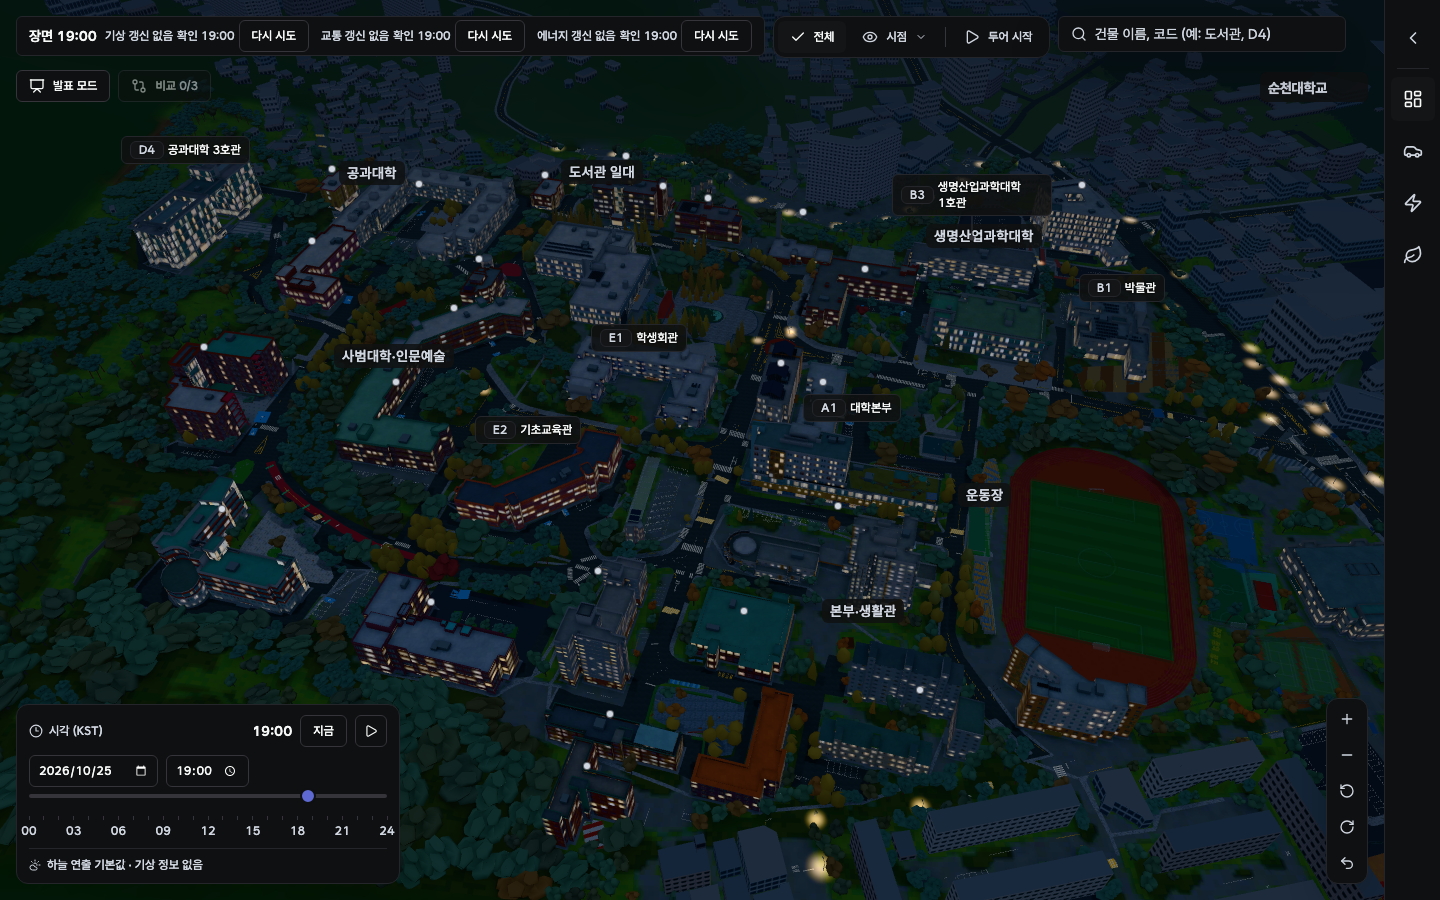 장면 19:00 기상 갱신 없음 확인 19:00 다시 시도 교통 갱신 없음 확인 19:00 다시 시도 에너지 갱신 없음 확인 19:00 다시 시도
전체 시점 투어 시작
건물 이름, 코드 (예: 도서관, D4)
발표 모드 비교 0/3
순천대학교
D4 공과대학 3호관
공과대학
도서관 일대
B3 생명산업과학대학
1호관
생명산업과학대학
B1 박물관
E1 학생회관
사범대학·인문예술
A1 대학본부
E2 기초교육관
운동장
본부·생활관
시각 (KST) 19:00 지금
2026/10/25 19:00
00 03 06 09 12 15 18 21 24
하늘 연출 기본값 · 기상 정보 없음